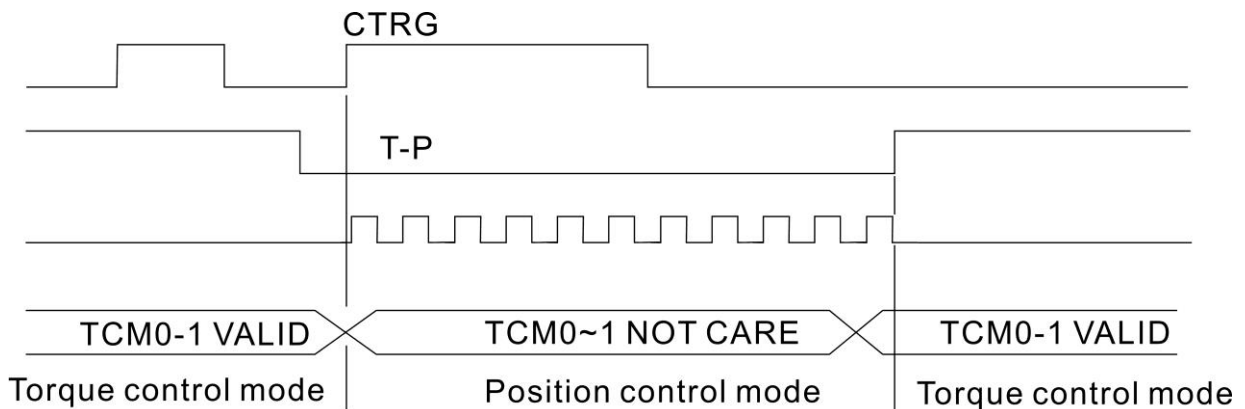 CTRG
T-P
TCM0-1 VALID TCM0~1 NOT CARE TCM0-1 VALID
Torque control mode Position control mode Torque control mode